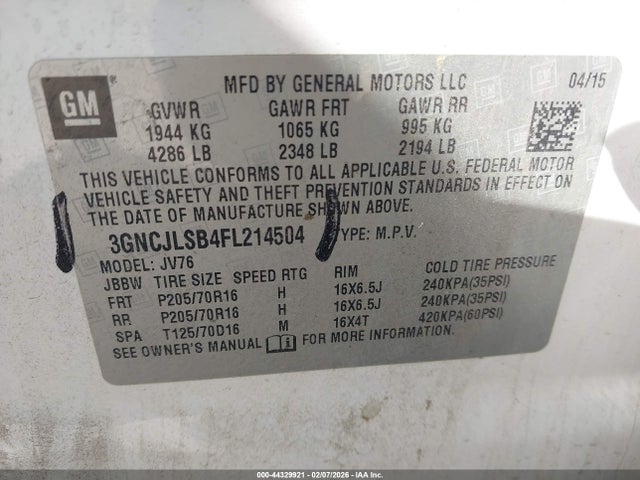 GM
MFD BY GENERAL MOTORS LLC 04/15
GVWR GAWR FRT GAWR RR
1944 KG 1065 KG 995 KG
4286 LB 2348 LB 2194 LB
THIS VEHICLE CONFORMS TO ALL APPLICABLE U.S. FEDERAL MOTOR
VEHICLE SAFETY AND THEFT PREVENTION STANDARDS IN EFFECT ON
THE DATE OF MANUFACTURE SHOWN ABOVE.
3GNCJLSB4FL214504 TYPE: M.P.V.
MODEL: JV76
JBBW TIRE SIZE SPEED RTG RIM COLD TIRE PRESSURE
FRT P205/70R16 H 16X6.5J 240KPA(35PSI)
RR P205/70R16 H 16X6.5J 240KPA(35PSI)
SPA T125/70D16 M 16X4T 420KPA(60PSI)
SEE OWNER'S MANUAL FOR MORE INFORMATION.
000-44329921 - 02/07/2026 - IAAI.COM